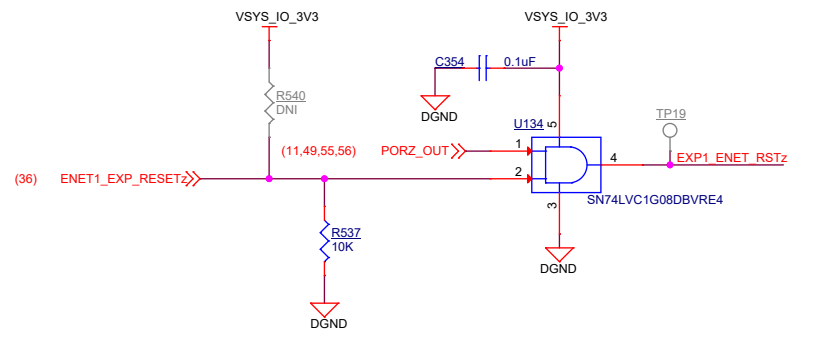 VSYS_IO_3V3
VSYS_IO_3V3
C354
0.1uF
R540
DNI
DGND
TP19
U134
5
(11,49,55,56)
PORZ_OUT
1
4
EXP1_ENET_RSTz
(36)
ENET1_EXP_RESETz
2
3
SN74LVC1G08DBVRE4
R537
10K
DGND
DGND